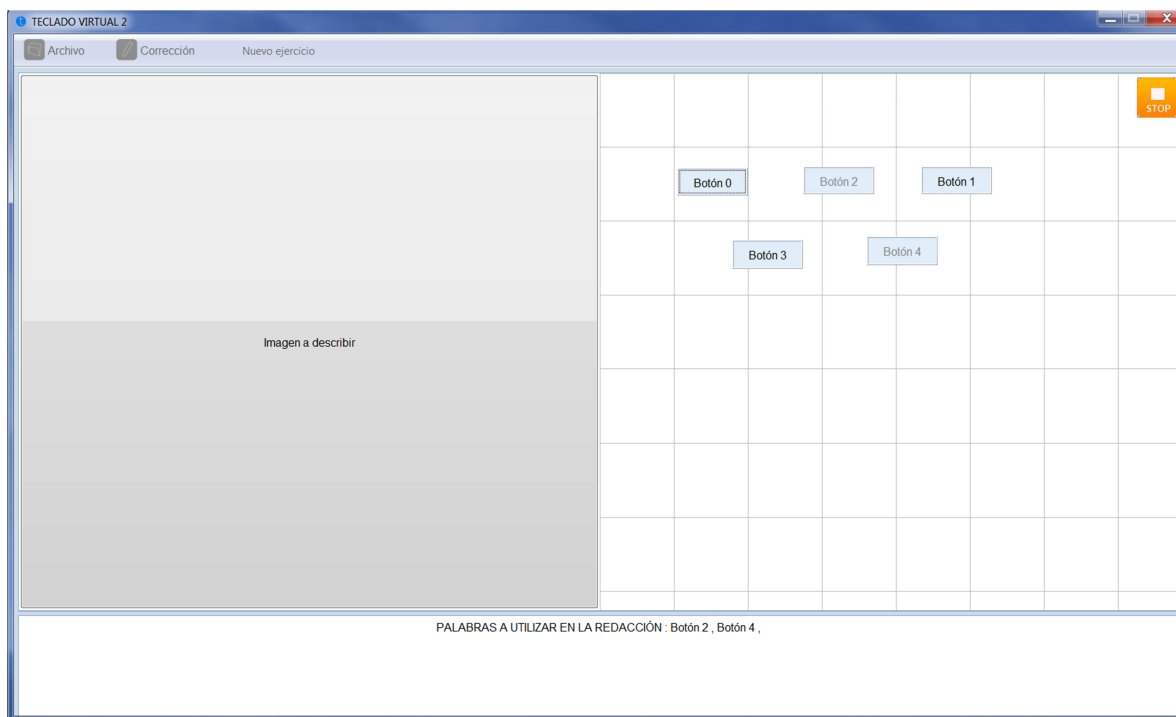 TECLADO VIRTUAL 2
Archivo Corrección Nuevo ejercicio
STOP
Botón 0 Botón 2 Botón 1
Botón 3 Botón 4
Imagen a describir
PALABRAS A UTILIZAR EN LA REDACCIÓN : Botón 2 , Botón 4 ,